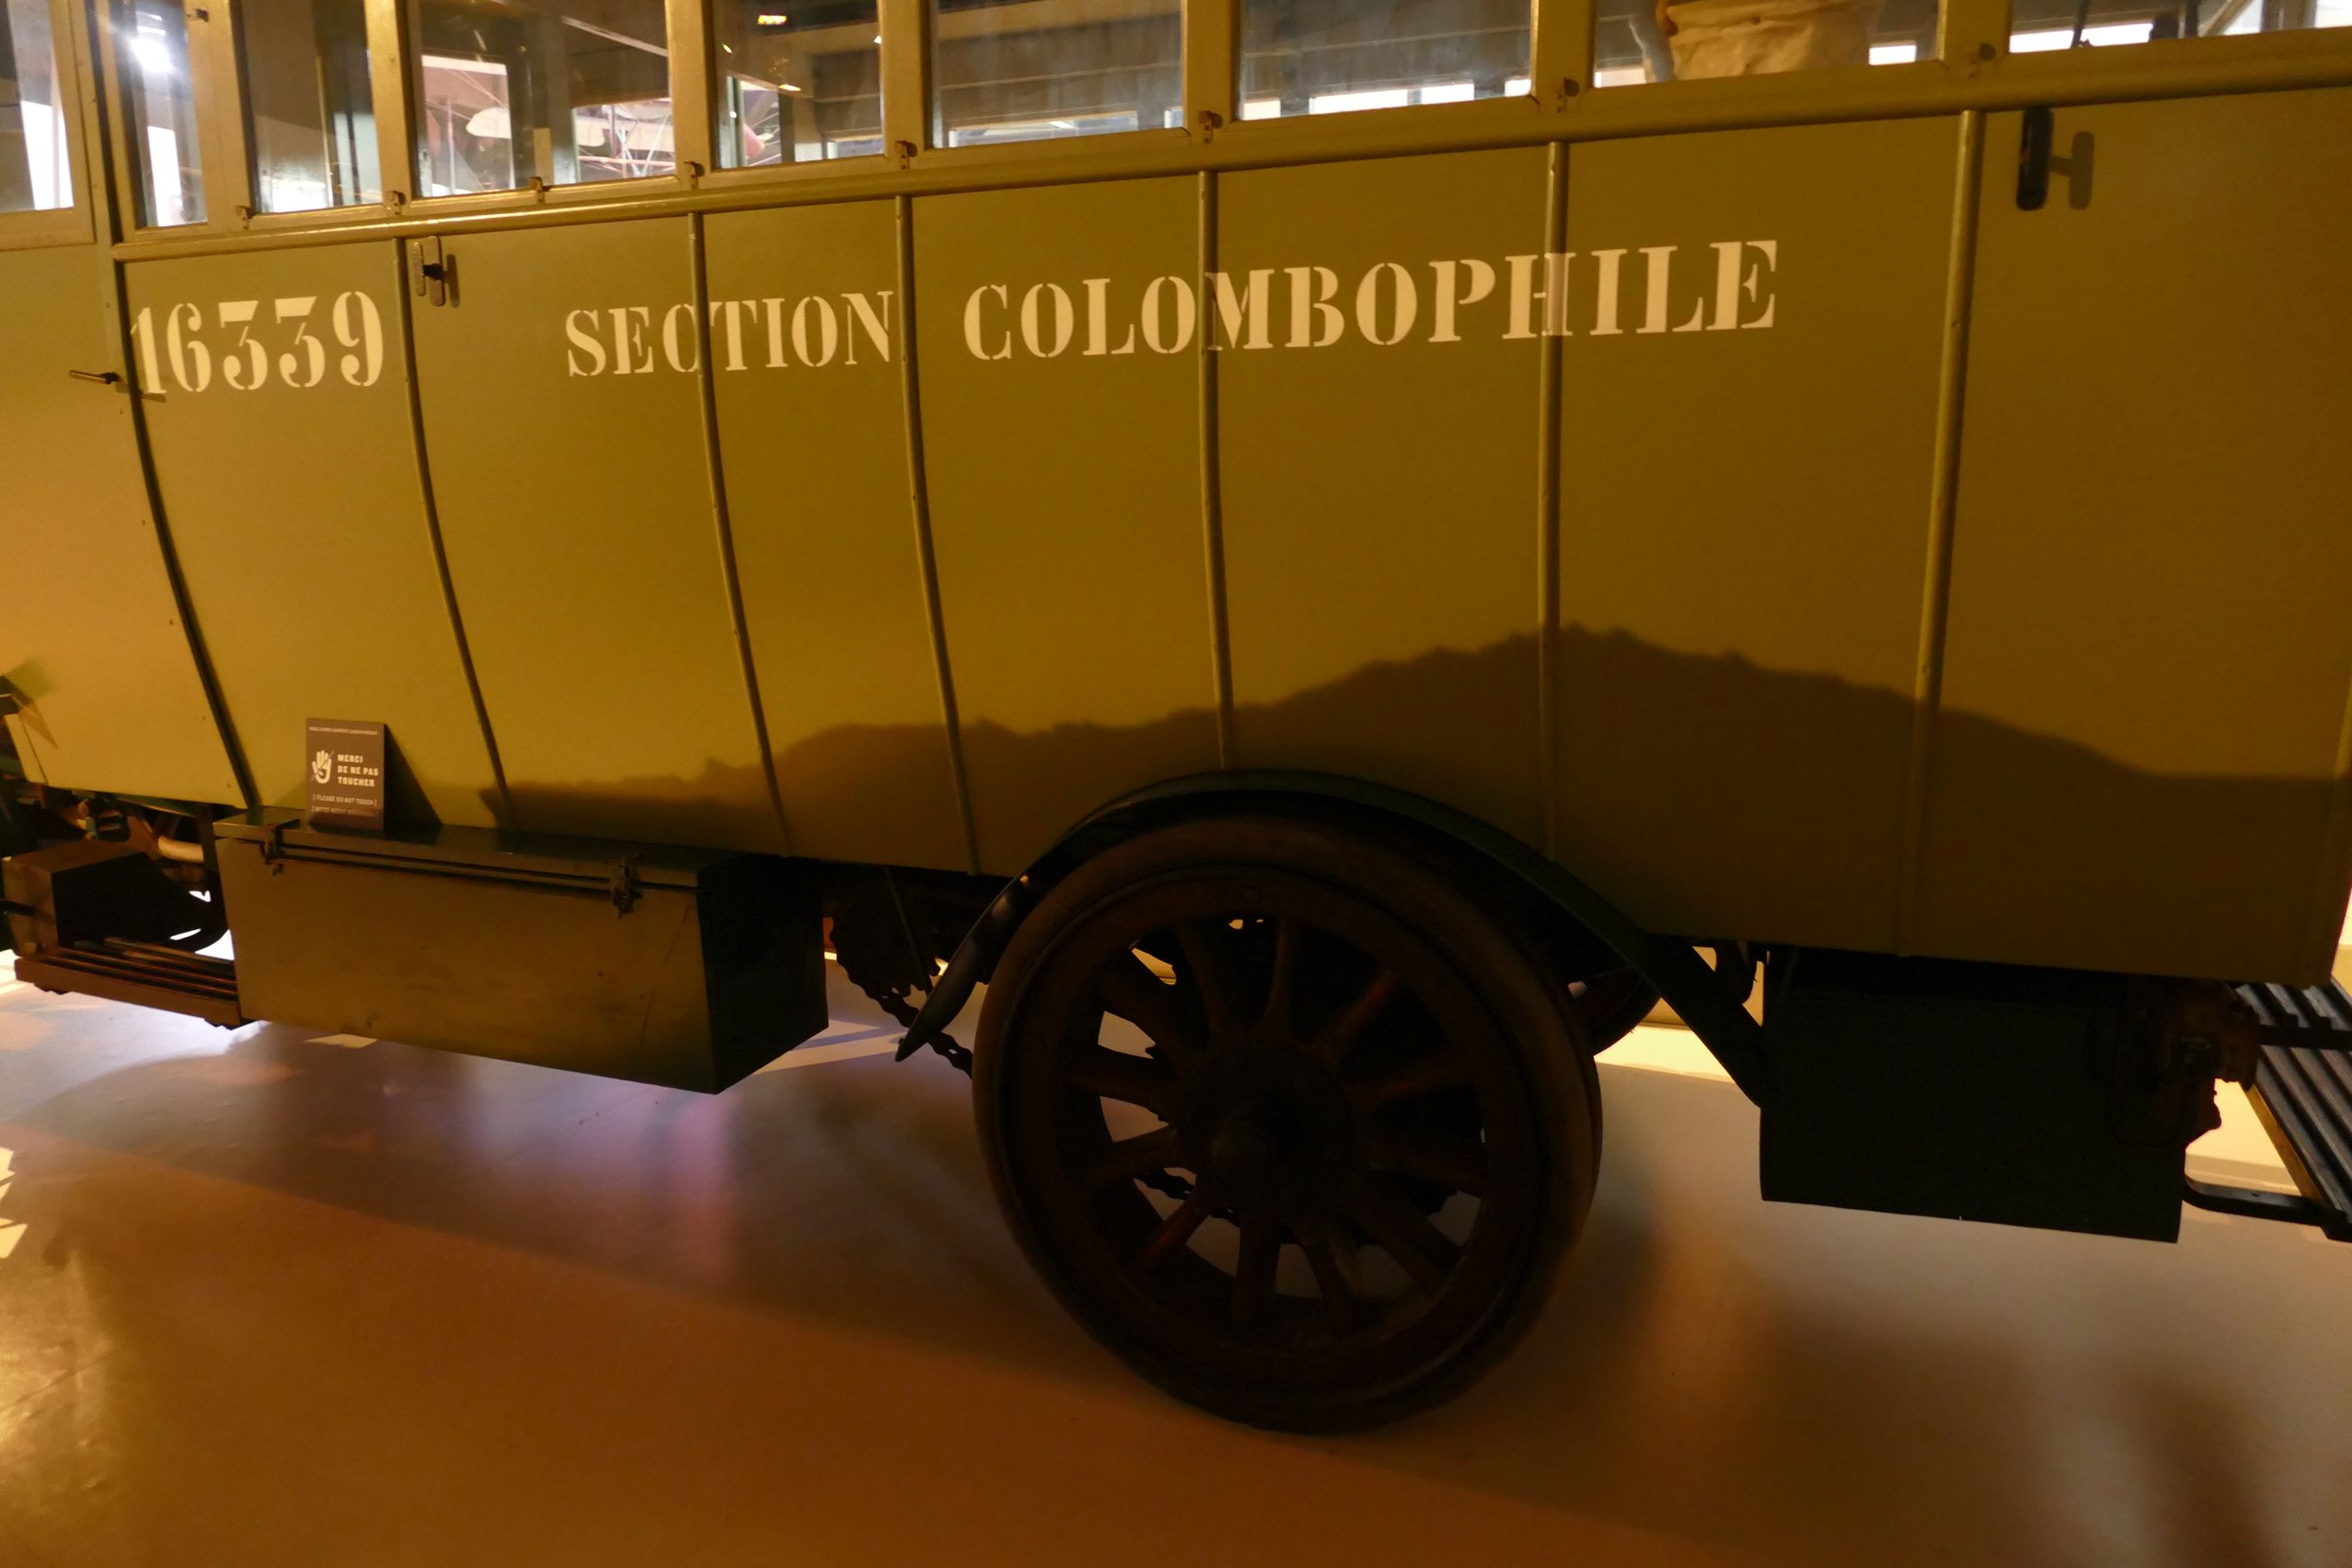 16339 SECTION COLOMBOPHILE
MERCI
DE NE PAS
TOUCHER
[ PLEASE DO NOT TOUCH ]